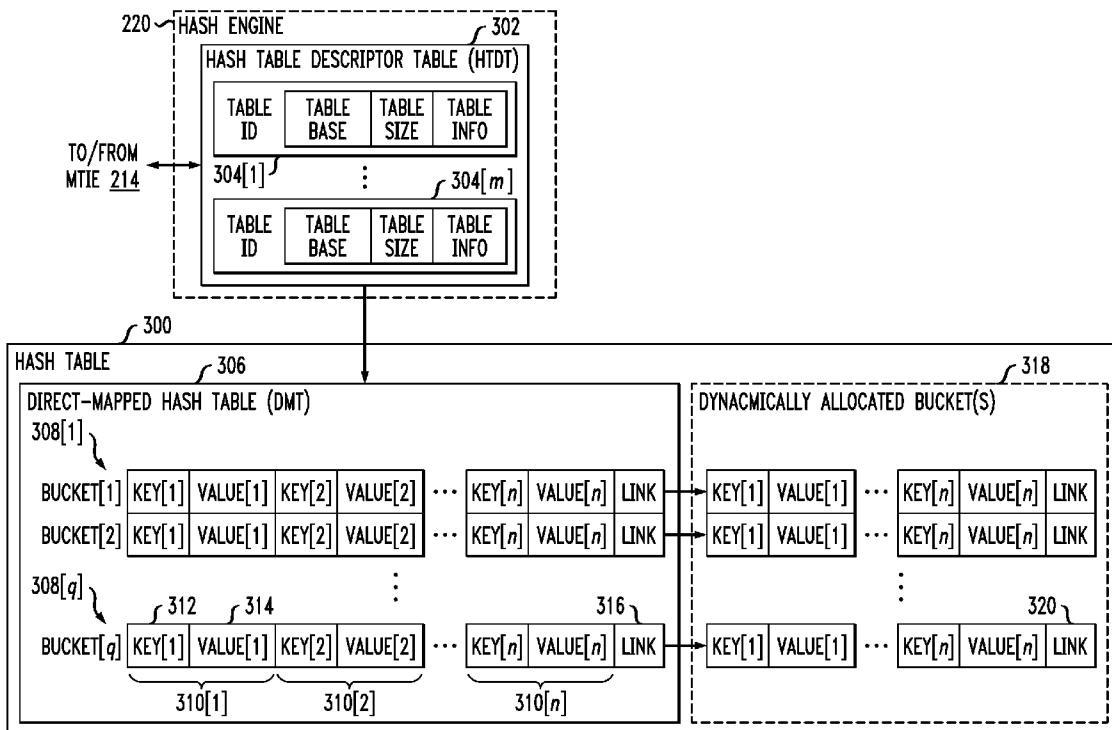 220
HASH ENGINE
302
HASH TABLE DESCRIPTOR TABLE (HTDT)
TABLE ID TABLE BASE TABLE SIZE TABLE INFO
304[1]
⋮
304[m]
TO/FROM
MTIE 214
TABLE ID TABLE BASE TABLE SIZE TABLE INFO
300
HASH TABLE
306
DIRECT-MAPPED HASH TABLE (DMT)
318
DYNACMICALLY ALLOCATED BUCKET(S)
308[1]
BUCKET[1] KEY[1] VALUE[1] KEY[2] VALUE[2] ··· KEY[n] VALUE[n] LINK KEY[1] VALUE[1] ··· KEY[n] VALUE[n] LINK
BUCKET[2] KEY[1] VALUE[1] KEY[2] VALUE[2] ··· KEY[n] VALUE[n] LINK KEY[1] VALUE[1] ··· KEY[n] VALUE[n] LINK
⋮ ⋮
308[q]
312 314 316 320
BUCKET[q] KEY[1] VALUE[1] KEY[2] VALUE[2] ··· KEY[n] VALUE[n] LINK KEY[1] VALUE[1] ··· KEY[n] VALUE[n] LINK
310[1] 310[2] 310[n]